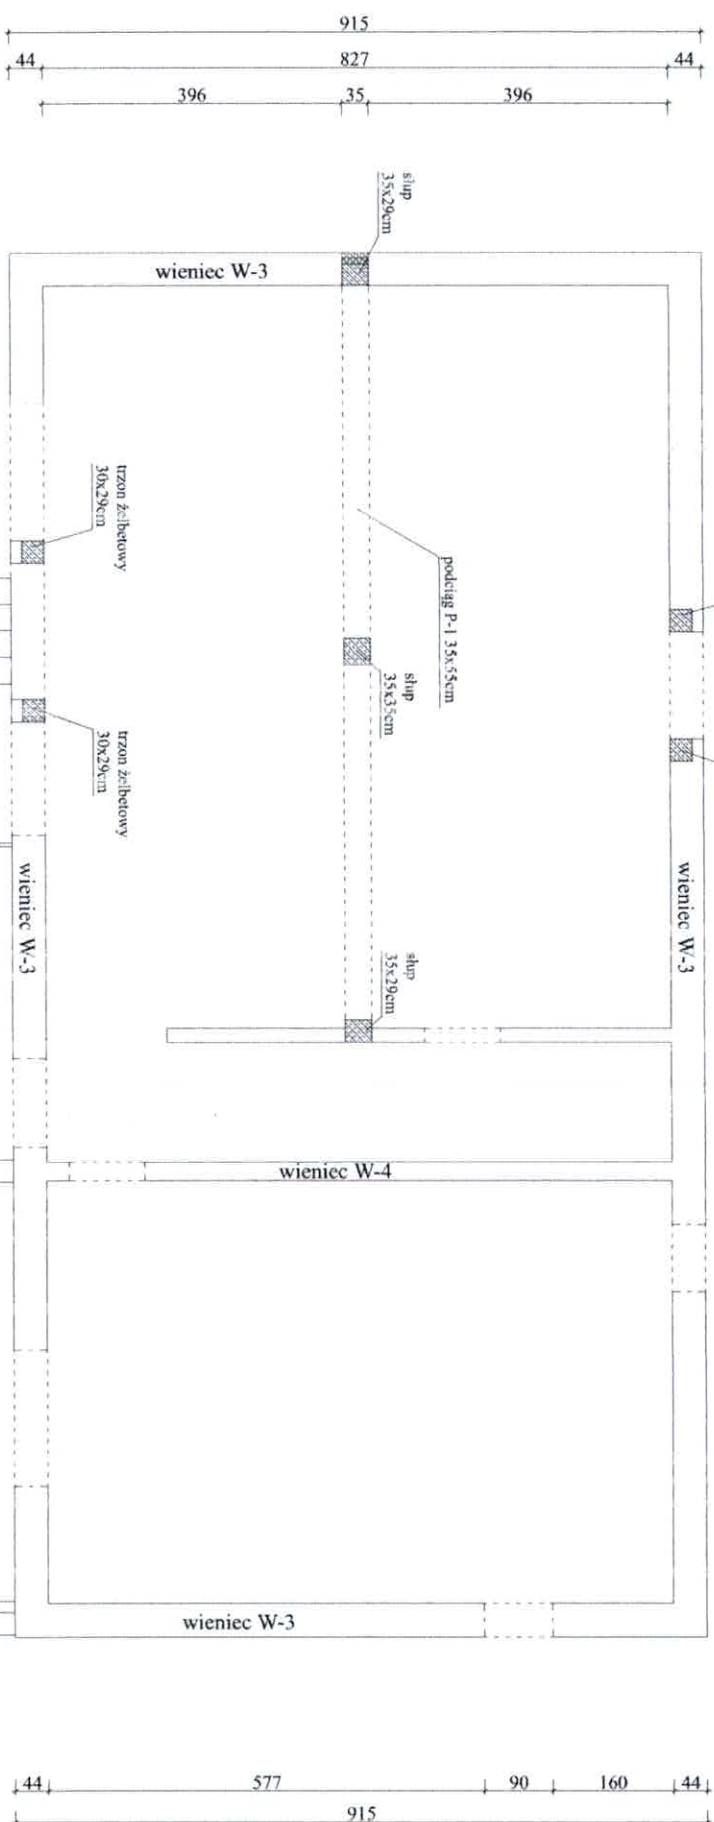 915
44 827 44
396 35 396
słup
35x29cm
wieniec W-3
trzon żelbetowy
30x29cm
podciąg P-1 35x55cm
słup
35x35cm
trzon żelbetowy
30x29cm
wieniec W-3
wieniec W-3
słup
35x29cm
wieniec W-4
wieniec W-3
44 577 90 160 44
915